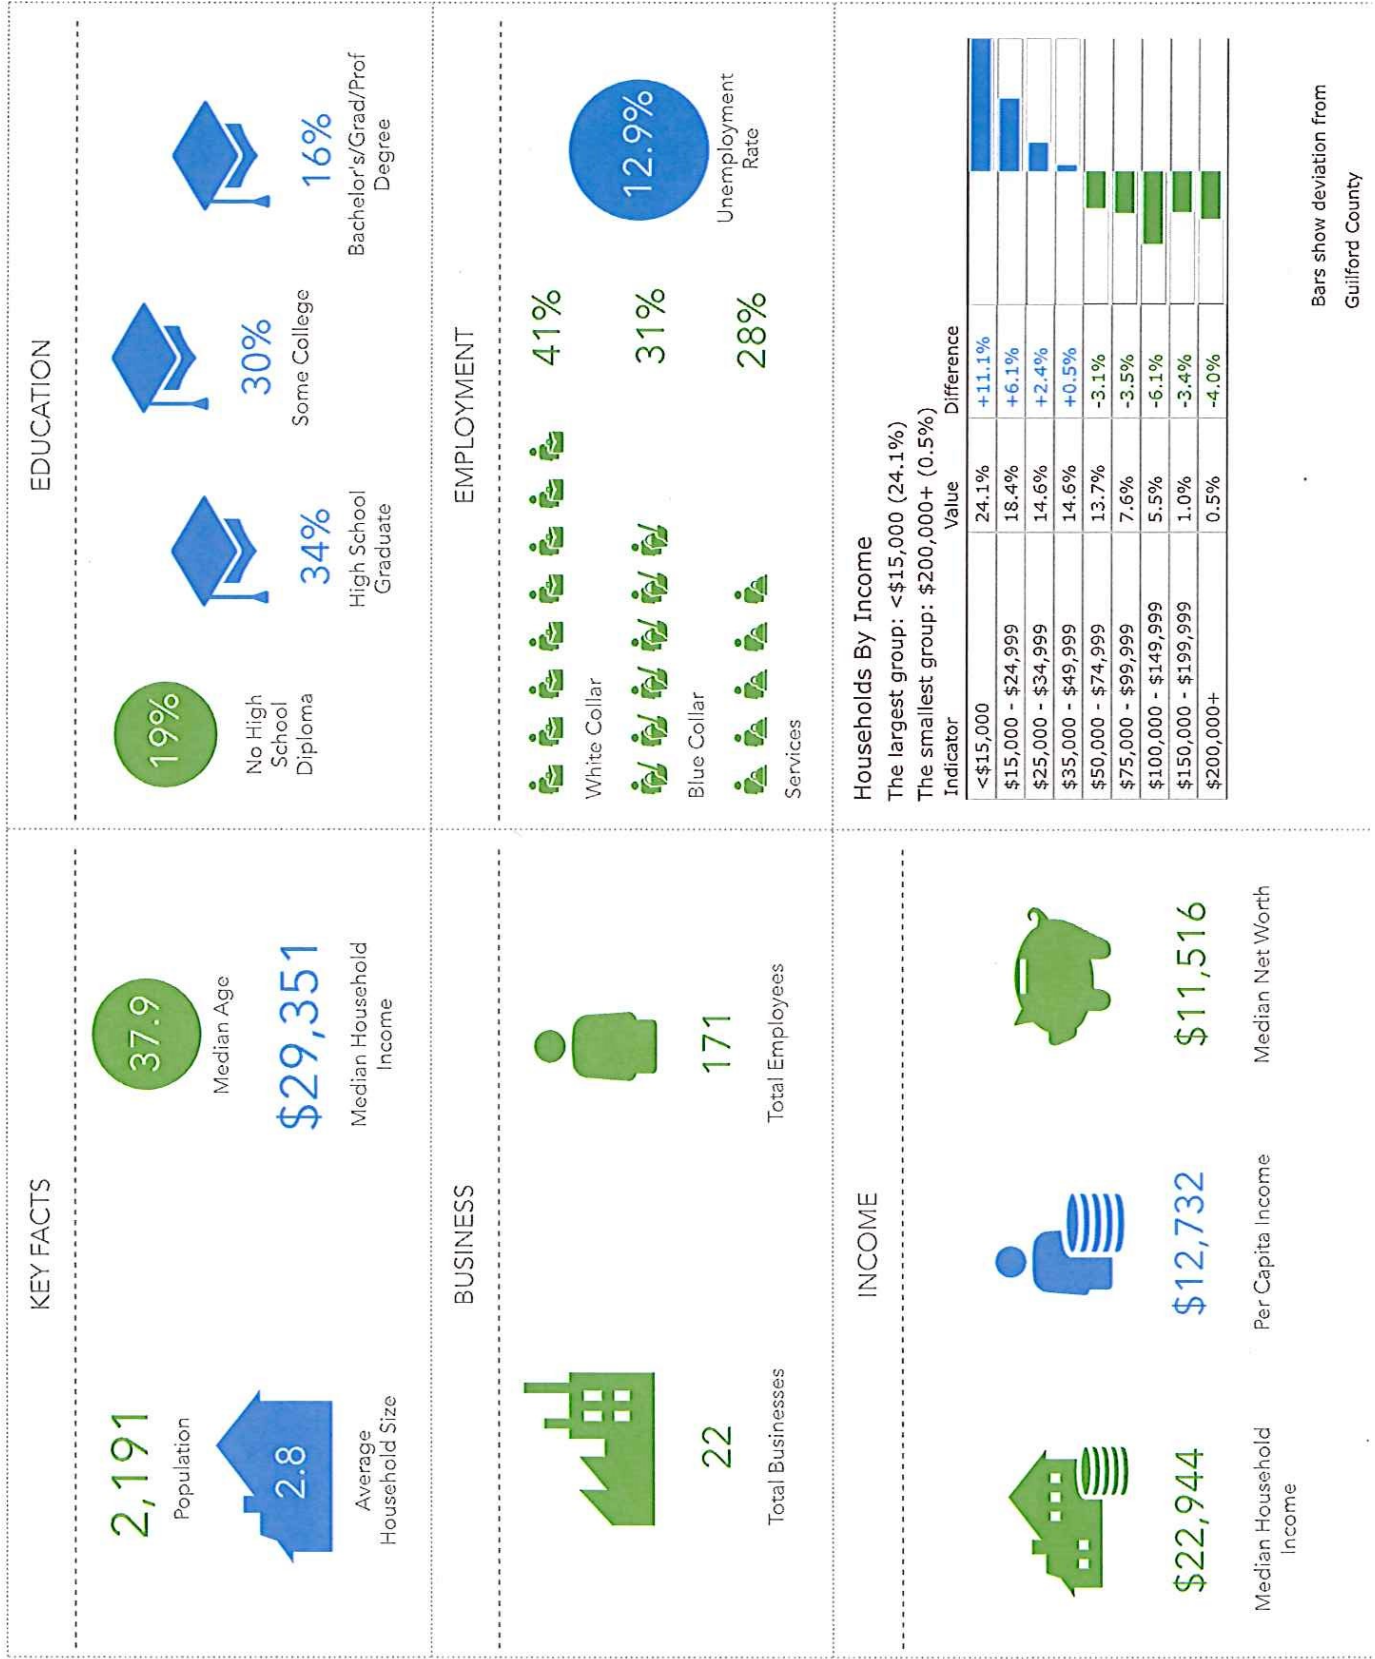 KEY FACTS
2,191
Population
37.9
Median Age
2.8
Average
Household Size
$29,351
Median Household
Income
EDUCATION
19%
No High
School
Diploma
34%
High School
Graduate
30%
Some College
16%
Bachelor's/Grad/Prof
Degree
BUSINESS
22
Total Businesses
171
Total Employees
EMPLOYMENT
White Collar
41%
Blue Collar
31%
Services
28%
12.9%
Unemployment
Rate
INCOME
$22,944
Median Household
Income
$12,732
Per Capita Income
$11,516
Median Net Worth
Households By Income
The largest group: <$15,000 (24.1%)
The smallest group: $200,000+ (0.5%)
Indicator Value Difference
<$15,000 24.1% +11.1%
$15,000 - $24,999 18.4% +6.1%
$25,000 - $34,999 14.6% +2.4%
$35,000 - $49,999 14.6% +0.5%
$50,000 - $74,999 13.7% -3.1%
$75,000 - $99,999 7.6% -3.5%
$100,000 - $149,999 5.5% -6.1%
$150,000 - $199,999 1.0% -3.4%
$200,000+ 0.5% -4.0%
Bars show deviation from
Guilford County